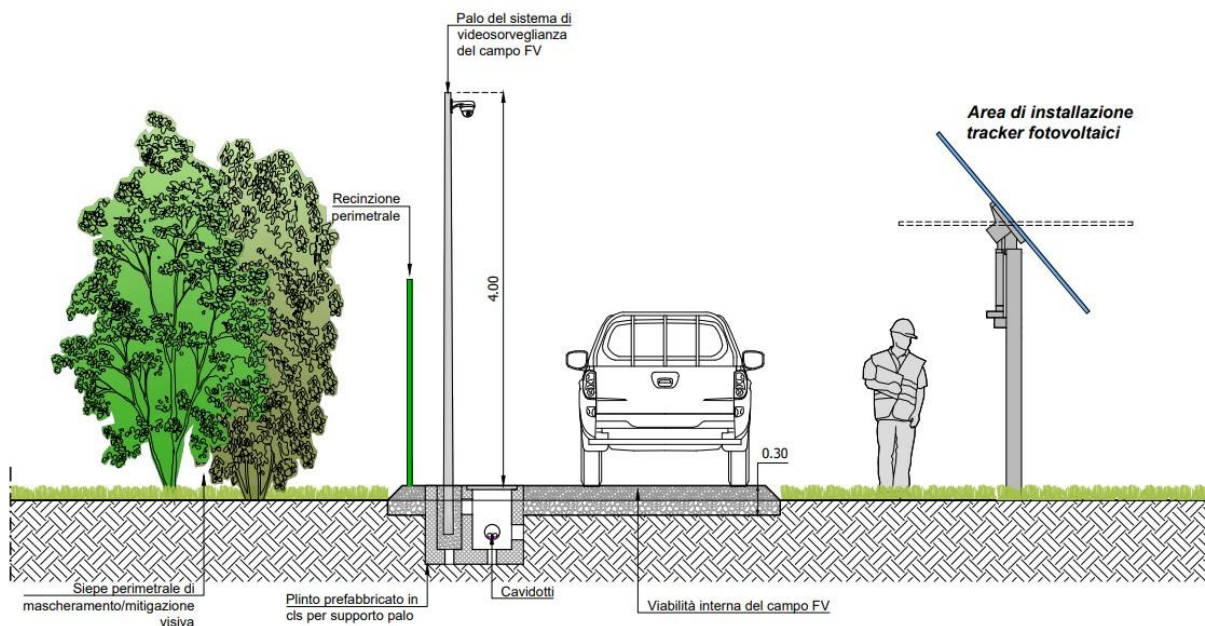 Palo del sistema di
videosorveglianza
del campo FV
Area di installazione
tracker fotovoltaici
Recinzione
perimetrale
4.00
0.30
Siepe perimetrale di
mascheramento/mitigazione
visiva
Plinto prefabbricato in
cls per supporto palo
Cavidotti
Viabilità interna del campo FV